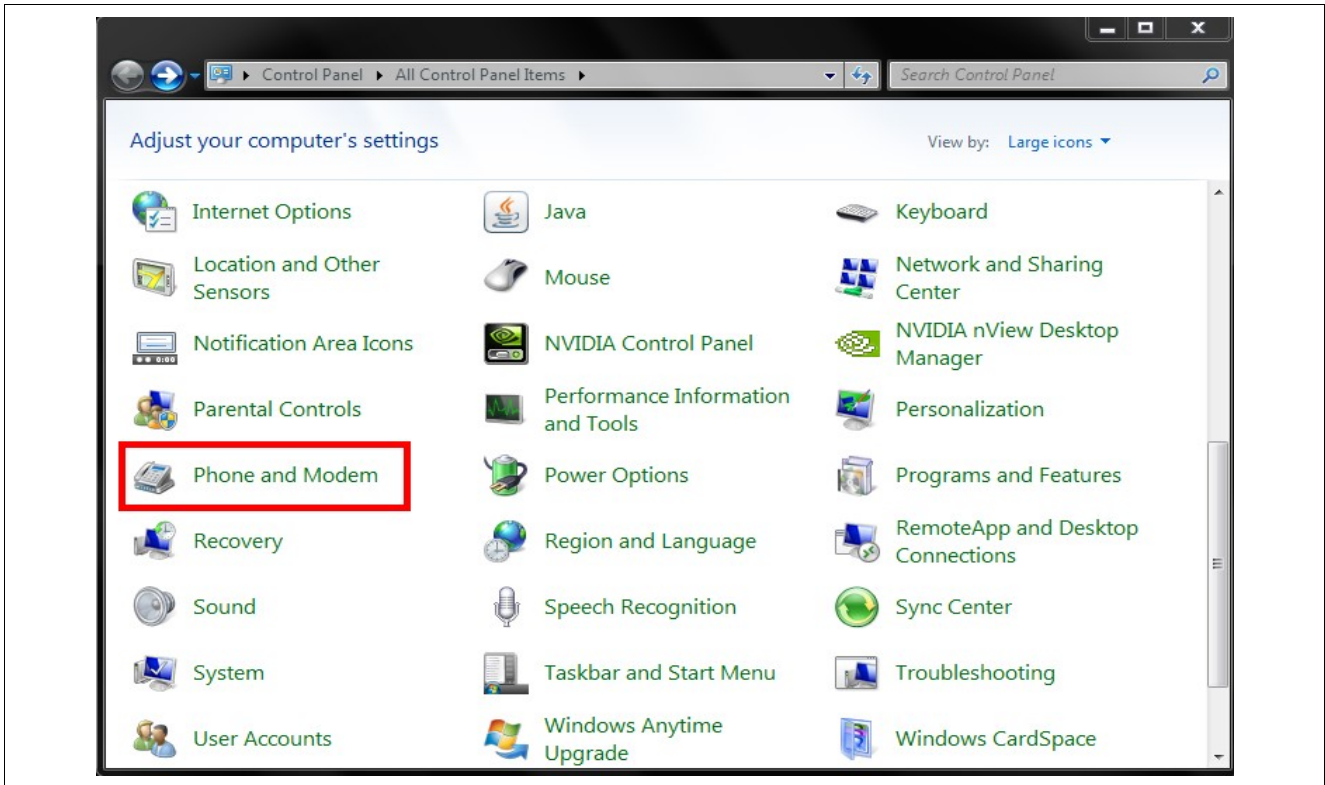 Control Panel All Control Panel Items Search Control Panel
Adjust your computer's settings View by: Large icons
Internet Options Java Keyboard
Location and Other Sensors Mouse Network and Sharing Center
Notification Area Icons NVIDIA Control Panel NVIDIA nView Desktop Manager
Parental Controls Performance Information and Tools Personalization
Phone and Modem Power Options Programs and Features
Recovery Region and Language RemoteApp and Desktop Connections
Sound Speech Recognition Sync Center
System Taskbar and Start Menu Troubleshooting
User Accounts Windows Anytime Upgrade Windows CardSpace